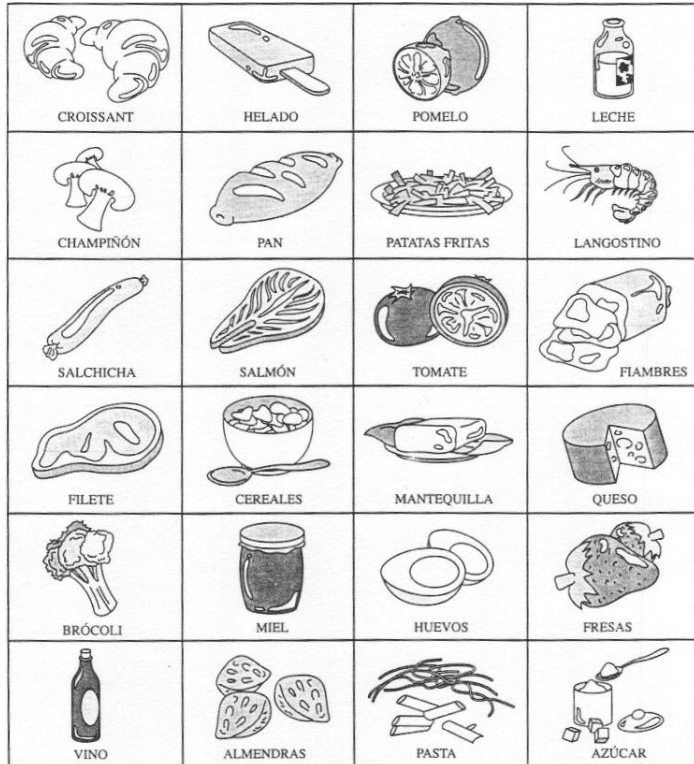 CROISSANT
HELADO
POMELO
LECHE
CHAMPIÑÓN
PAN
PATATAS FRITAS
LANGOSTINO
SALCHICHA
SALMÓN
TOMATE
FIAMBRES
FILETE
CEREALES
MANTEQUILLA
QUESO
BRÓCOLI
MIEL
HUEVOS
FRESAS
VINO
ALMENDRAS
PASTA
AZÚCAR